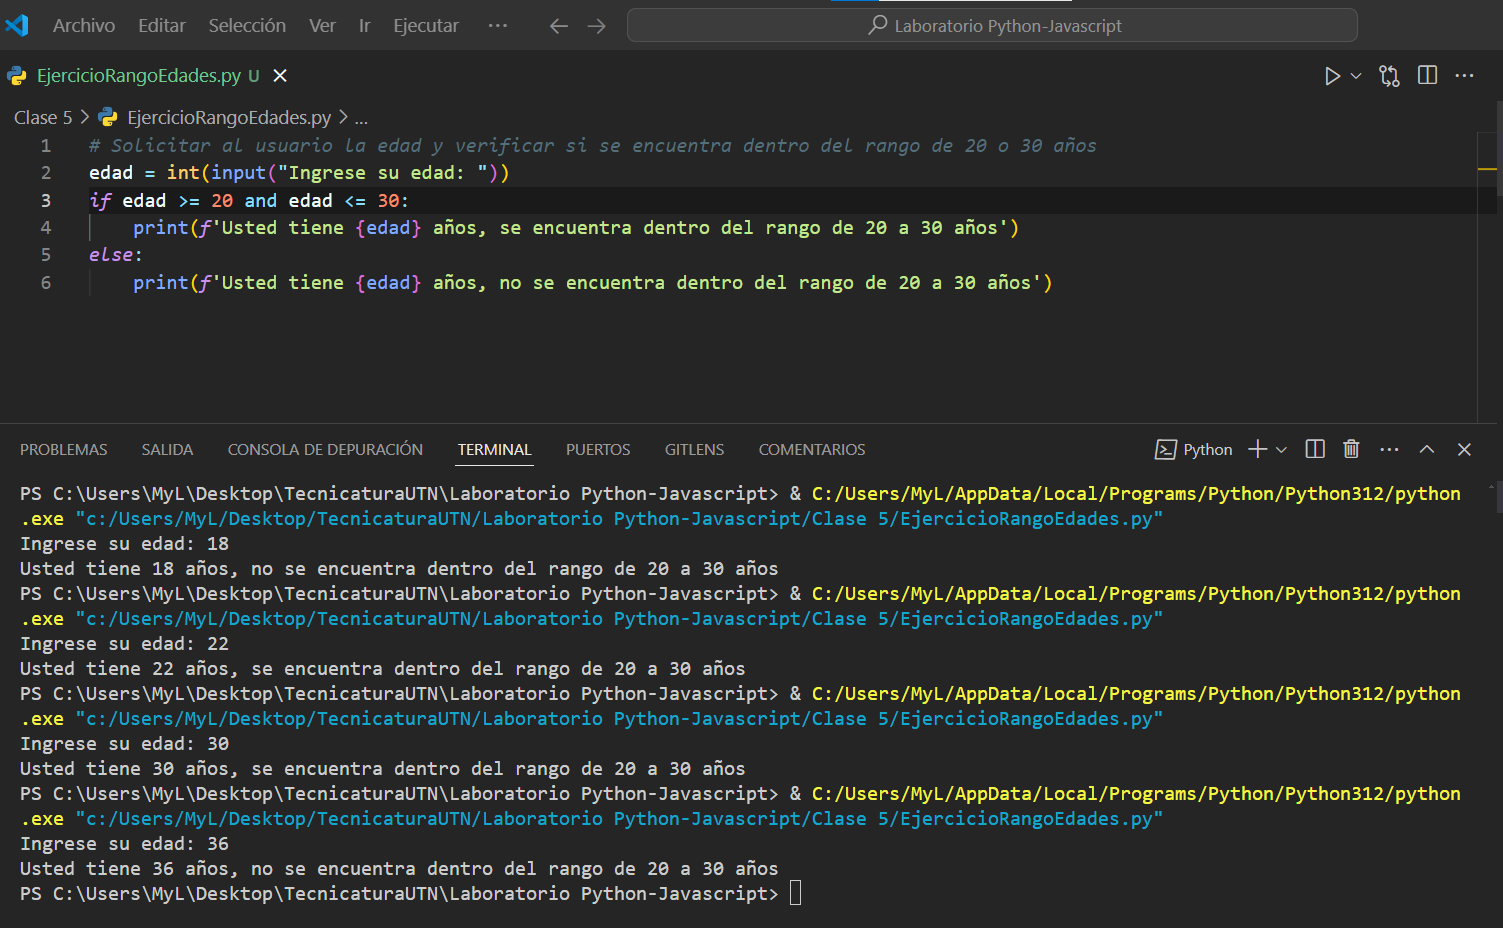 Archivo Editar Selección Ver Ir Ejecutar ··· Laboratorio Python-Javascript
EjercicioRangoEdades.py U
Clase 5 > EjercicioRangoEdades.py > ...
1 # Solicitar al usuario la edad y verificar si se encuentra dentro del rango de 20 o 30 años
2 edad = int(input("Ingrese su edad: "))
3 if edad >= 20 and edad <= 30:
4     print(f'Usted tiene {edad} años, se encuentra dentro del rango de 20 a 30 años')
5 else:
6     print(f'Usted tiene {edad} años, no se encuentra dentro del rango de 20 a 30 años')
PROBLEMAS SALIDA CONSOLA DE DEPURACIÓN TERMINAL PUERTOS GITLENS COMENTARIOS Python
PS C:\Users\MyL\Desktop\TecnicaturaUTN\Laboratorio Python-Javascript> & C:/Users/MyL/AppData/Local/Programs/Python/Python312/python
.exe "c:/Users/MyL/Desktop/TecnicaturaUTN/Laboratorio Python-Javascript/Clase 5/EjercicioRangoEdades.py"
Ingrese su edad: 18
Usted tiene 18 años, no se encuentra dentro del rango de 20 a 30 años
PS C:\Users\MyL\Desktop\TecnicaturaUTN\Laboratorio Python-Javascript> & C:/Users/MyL/AppData/Local/Programs/Python/Python312/python
.exe "c:/Users/MyL/Desktop/TecnicaturaUTN/Laboratorio Python-Javascript/Clase 5/EjercicioRangoEdades.py"
Ingrese su edad: 22
Usted tiene 22 años, se encuentra dentro del rango de 20 a 30 años
PS C:\Users\MyL\Desktop\TecnicaturaUTN\Laboratorio Python-Javascript> & C:/Users/MyL/AppData/Local/Programs/Python/Python312/python
.exe "c:/Users/MyL/Desktop/TecnicaturaUTN/Laboratorio Python-Javascript/Clase 5/EjercicioRangoEdades.py"
Ingrese su edad: 30
Usted tiene 30 años, se encuentra dentro del rango de 20 a 30 años
PS C:\Users\MyL\Desktop\TecnicaturaUTN\Laboratorio Python-Javascript> & C:/Users/MyL/AppData/Local/Programs/Python/Python312/python
.exe "c:/Users/MyL/Desktop/TecnicaturaUTN/Laboratorio Python-Javascript/Clase 5/EjercicioRangoEdades.py"
Ingrese su edad: 36
Usted tiene 36 años, no se encuentra dentro del rango de 20 a 30 años
PS C:\Users\MyL\Desktop\TecnicaturaUTN\Laboratorio Python-Javascript>